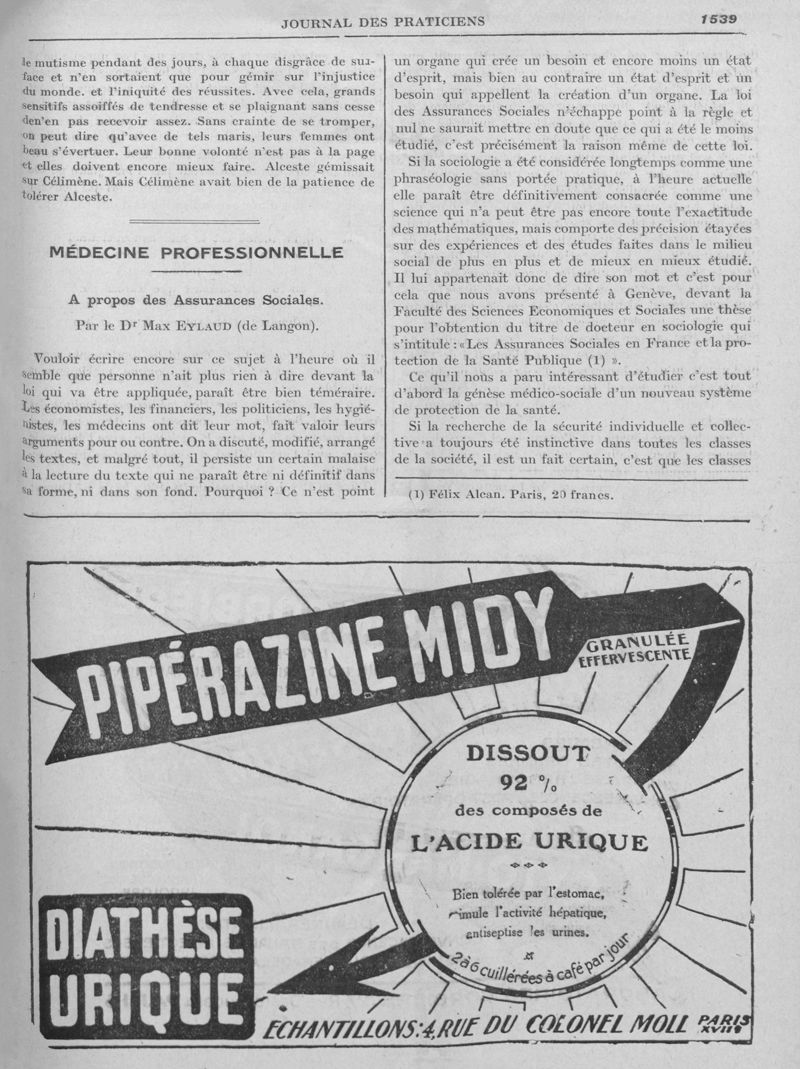 JOURNAL DES PRATICIENS
1539
le mutisme pendant des jours, à chaque disgrâce de sur-
face et n'en sortaient que pour gémir sur l'injustice
du monde. et l'iniquité des réussites. Avec cela, grands
sensitifs assoiffés de tendresse et se plaignant sans cesse
den'en pas recevoir assez. Sans crainte de se tromper,
on peut dire qu'avec de tels maris, leurs femmes ont
beau s'évertuer. Leur bonne volonté n'est pas à la page
et elles doivent encore mieux faire. Alceste gémissait
sur Célimène. Mais Célimène avait bien de la patience de
tolérer Alceste.
MÉDECINE PROFESSIONNELLE
A propos des Assurances Sociales.
Par le Dr Max EYLAUD (de Langon).
Vouloir écrire encore sur ce sujet à l'heure où il
semble que personne n'ait plus rien à dire devant la
loi qui va être appliquée, paraît être bien téméraire.
Les économistes, les financiers, les politiciens, les hygié-
nistes, les médecins ont dit leur mot, fait valoir leurs
arguments pour ou contre. On a discuté, modifié, arrangé
les textes, et malgré tout, il persiste un certain malaise
à la lecture du texte qui ne paraît être ni définitif dans
sa forme, ni dans son fond. Pourquoi ? Ce n'est point
un organe qui crée un besoin et encore moins un état
d'esprit, mais bien au contraire un état d'esprit et un
besoin qui appellent la création d'un organe. La loi
des Assurances Sociales n'échappe point à la règle et
nul ne saurait mettre en doute que ce qui a été le moins
étudié, c'est précisément la raison même de cette loi.
Si la sociologie a été considérée longtemps comme une
phraséologie sans portée pratique, à l'heure actuelle
elle paraît être définitivement consacrée comme une
science qui n'a peut être pas encore toute l'exactitude
des mathématiques, mais comporte des précision étayées
sur des expériences et des études faites dans le milieu
social de plus en plus et de mieux en mieux étudié.
Il lui appartenait donc de dire son mot et c'est pour
cela que nous avons présenté à Genève, devant la
Faculté des Sciences Economiques et Sociales une thèse
pour l'obtention du titre de docteur en sociologie qui
s'intitule : «Les Assurances Sociales en France et la pro-
tection de la Santé Publique (1) ».
Ce qu'il nous a paru intéressant d'étudier c'est tout
d'abord la génèse médico-sociale d'un nouveau système
de protection de la santé.
Si la recherche de la sécurité individuelle et collec-
tive a toujours été instinctive dans toutes les classes
de la société, il est un fait certain, c'est que les classes
(1) Félix Alcan. Paris, 20 francs.
PIPÉRAZINE MIDY
GRANULÉE
EFFERVESCENTE
DISSOUT
92 %
des composés de
L'ACIDE URIQUE
Bien tolérée par l'estomac,
stimule l'activité hépatique,
antiseptise les urines.
2 à 6 cuillérées à café par jour
DIATHÈSE
URIQUE
ECHANTILLONS: 4, RUE DU COLONEL MOLL PARIS XVIIe